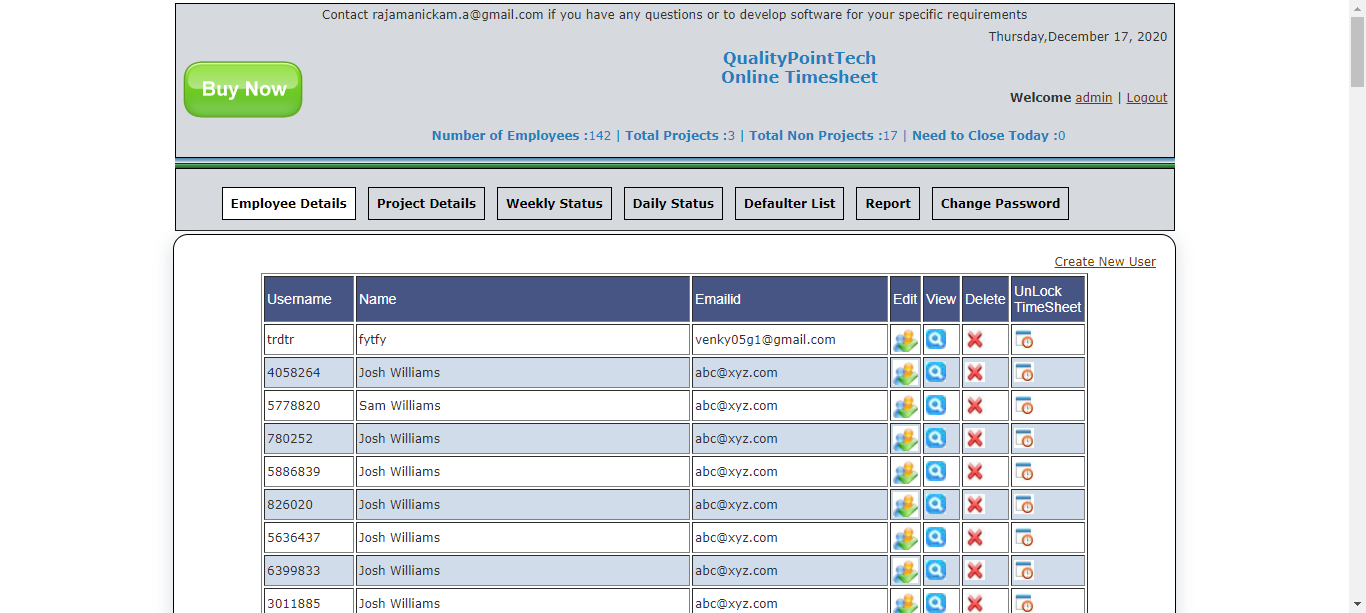 Contact rajamanickam.a@gmail.com if you have any questions or to develop software for your specific requirements
Thursday,December 17, 2020
QualityPointTech
Online Timesheet
Buy Now
Welcome admin | Logout
Number of Employees :142 | Total Projects :3 | Total Non Projects :17 | Need to Close Today :0
Employee Details Project Details Weekly Status Daily Status Defaulter List Report Change Password
Create New User
Username Name Emailid Edit View Delete UnLock TimeSheet
trdtr fytfy venky05g1@gmail.com
4058264 Josh Williams abc@xyz.com
5778820 Sam Williams abc@xyz.com
780252 Josh Williams abc@xyz.com
5886839 Josh Williams abc@xyz.com
826020 Josh Williams abc@xyz.com
5636437 Josh Williams abc@xyz.com
6399833 Josh Williams abc@xyz.com
3011885 Josh Williams abc@xyz.com